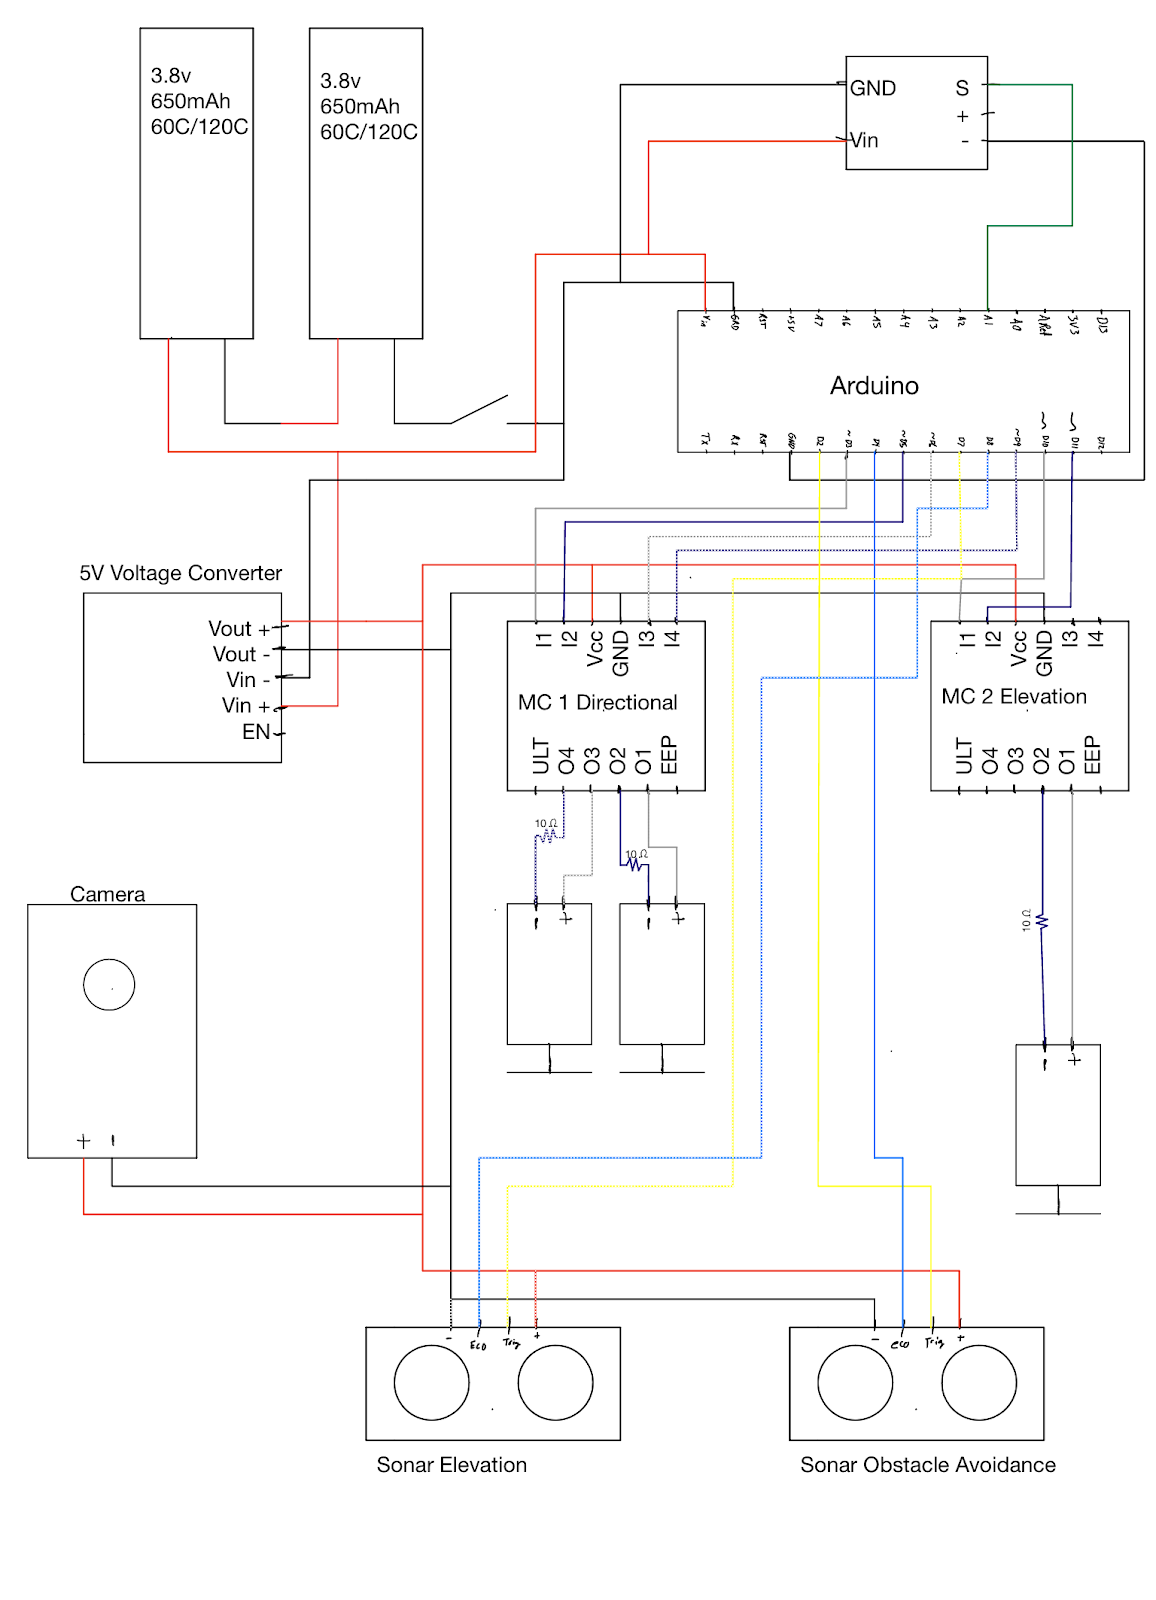 3.8v
650mAh
60C/120C
3.8v
650mAh
60C/120C
GND
S
+
Vin
-
Vin
GND
RST
+5V
A7
A6
A5
A4
A3
A2
A1
A0
ARef
3V3
D13
Arduino
TX
RX
RST
GND
D2
~D3
D4
~D5
~D6
D7
D8
~D9
~D10
~D11
D12
5V Voltage Converter
Vout +
Vout -
Vin -
Vin +
EN
I1
I2
Vcc
GND
I3
I4
MC 1 Directional
ULT
O4
O3
O2
O1
EEP
I1
I2
Vcc
GND
I3
I4
MC 2 Elevation
ULT
O4
O3
O2
O1
EEP
10 Ω
10 Ω
10 Ω
Camera
+ -
- +
- +
- +
- Eco Trig +
- eco Trig +
Sonar Elevation
Sonar Obstacle Avoidance